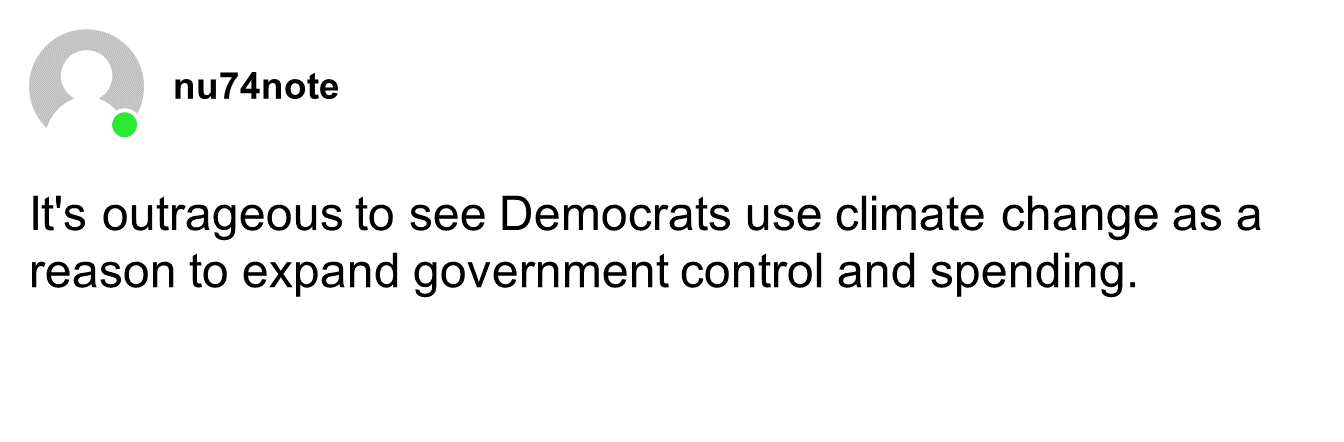 nu74note
It's outrageous to see Democrats use climate change as a
reason to expand government control and spending.